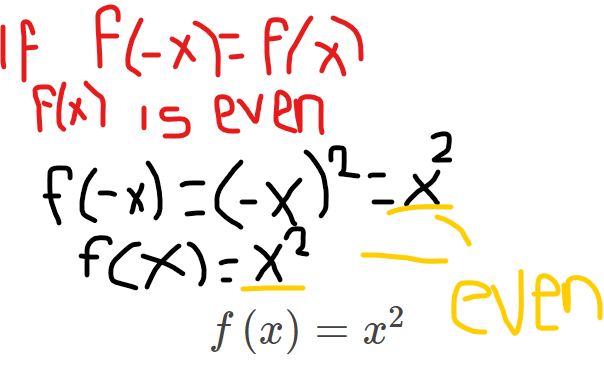 If f(-x)=f(x)
f(x) is even
f(-x)=(-x)²=x²
f(x)=x²
even
f (x) = x²